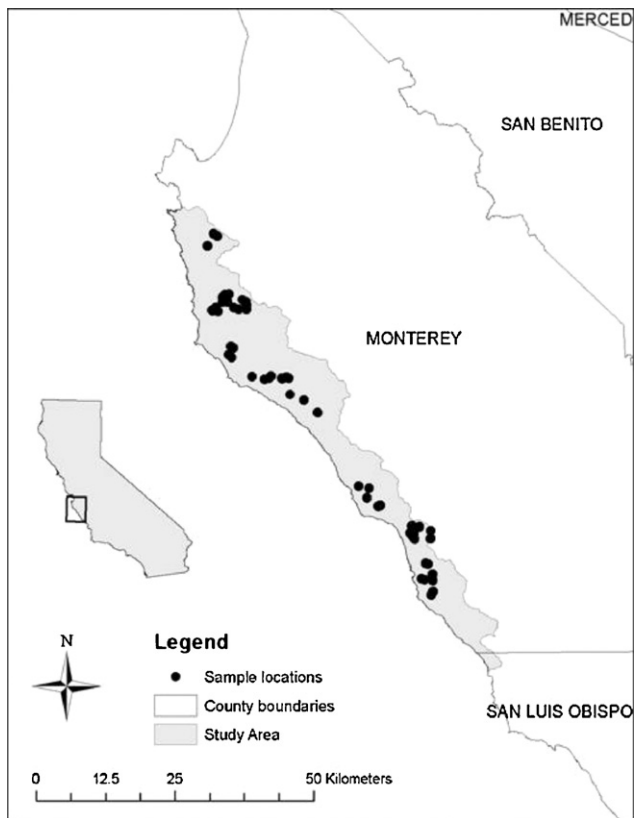 MERCED
SAN BENITO
MONTEREY
N
Legend
Sample locations
County boundaries
Study Area
SAN LUIS OBISPO
0 12.5 25 50 Kilometers